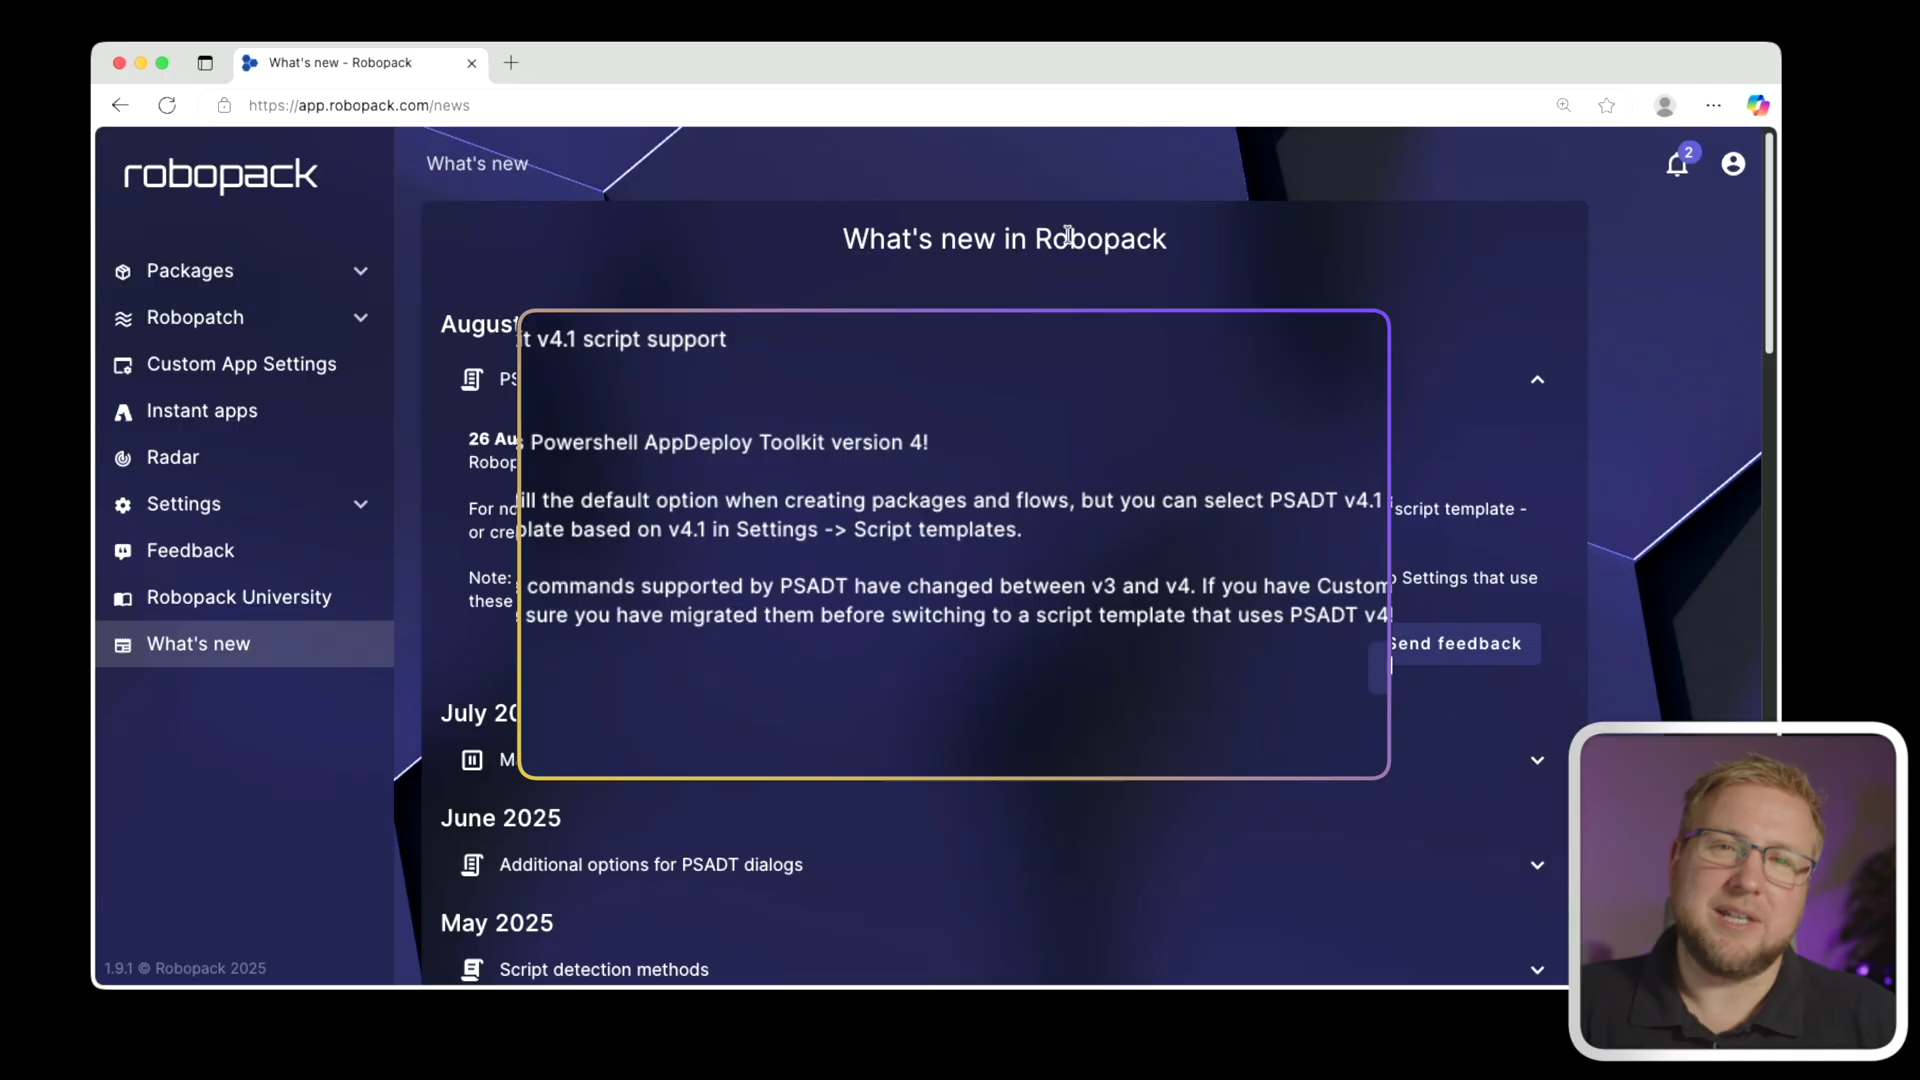 What's new - Robopack
https://app.robopack.com/news
robopack
What's new
2
Packages
Robopatch
Custom App Settings
Instant apps
Radar
Settings
Feedback
Robopack University
What's new
1.9.1 © Robopack 2025
What's new in Robopack
August
it v4.1 script support
PS
26 Au
Powershell AppDeploy Toolkit version 4!
Robop
For no
ill the default option when creating packages and flows, but you can select PSADT v4.1
script template -
or cre
plate based on v4.1 in Settings -> Script templates.
Note:
commands supported by PSADT have changed between v3 and v4. If you have Custom
Settings that use
these
sure you have migrated them before switching to a script template that uses PSADT v4
Send feedback
July 20
M
June 2025
Additional options for PSADT dialogs
May 2025
Script detection methods